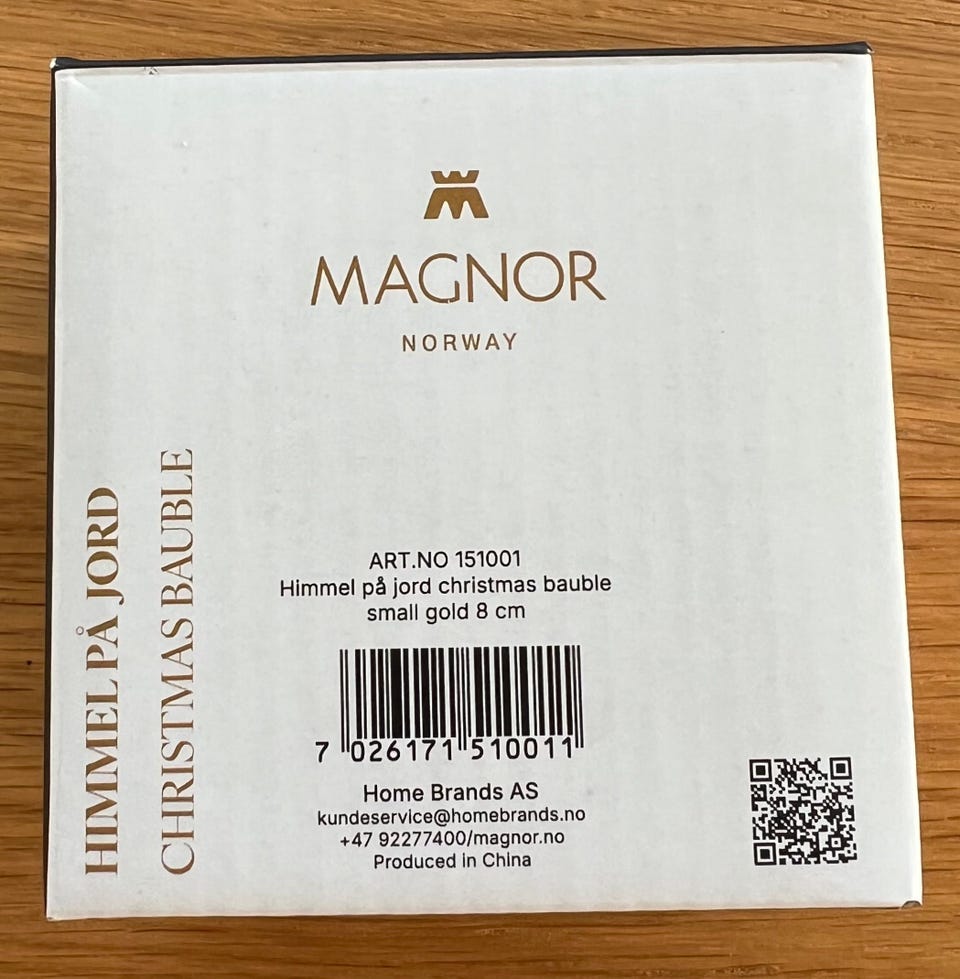 MAGNOR
NORWAY
HIMMEL PÅ JORD
CHRISTMAS BAUBLE
ART.NO 151001
Himmel på jord christmas bauble
small gold 8 cm
7 026171 510011
Home Brands AS
kundeservice@homebrands.no
+47 92277400/magnor.no
Produced in China